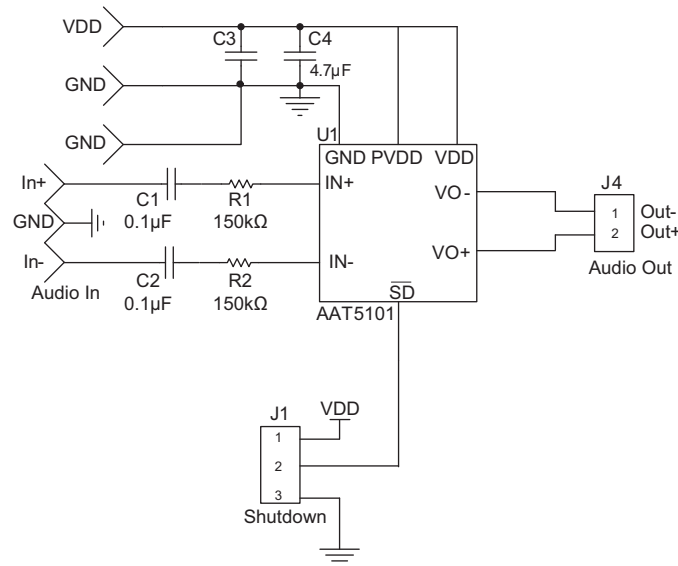 VDD
C3
C4
4.7µF
GND
GND
U1
GND PVDD VDD
In+
IN+
C1
0.1µF
R1
150kΩ
GND
VO-
J4
1 Out-
2 Out+
VO+
Audio Out
In-
IN-
Audio In
C2
0.1µF
R2
150kΩ
SD
AAT5101
J1
VDD
1
2
3
Shutdown